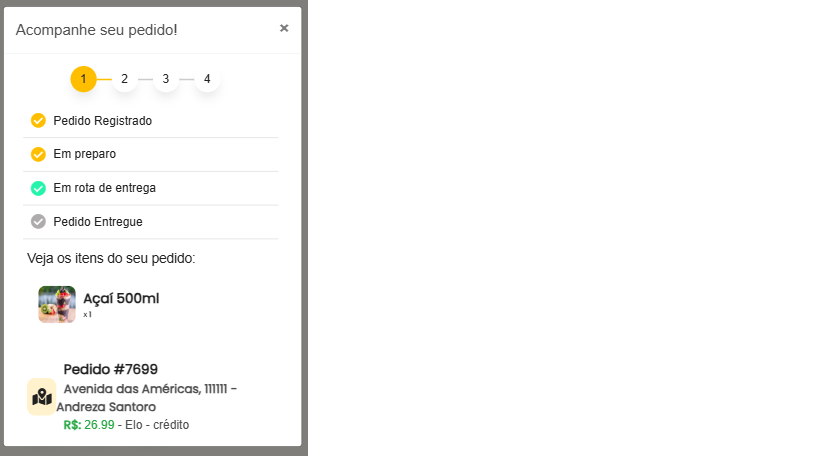 Acompanhe seu pedido!
×
1 2 3 4
Pedido Registrado
Em preparo
Em rota de entrega
Pedido Entregue
Veja os itens do seu pedido:
Açaí 500ml
x 1
Pedido #7699
Avenida das Américas, 111111 -
Andreza Santoro
R$: 26.99 - Elo - crédito